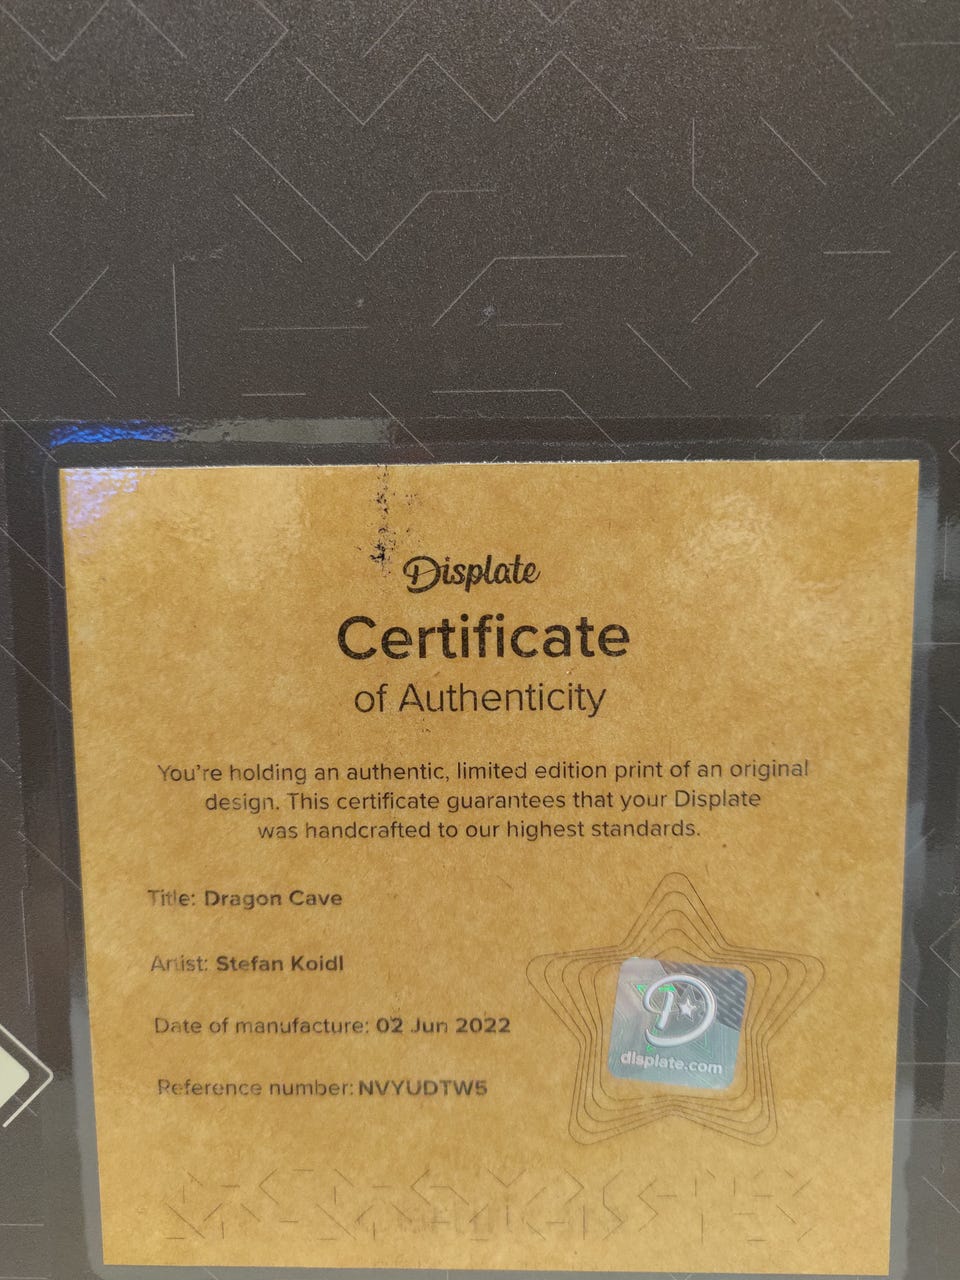 Displate
Certificate
of Authenticity
You're holding an authentic, limited edition print of an original
design. This certificate guarantees that your Displate
was handcrafted to our highest standards.
Title: Dragon Cave
Artist: Stefan Koidl
Date of manufacture: 02 Jun 2022
Reference number: NVYUDTW5
D
displate.com